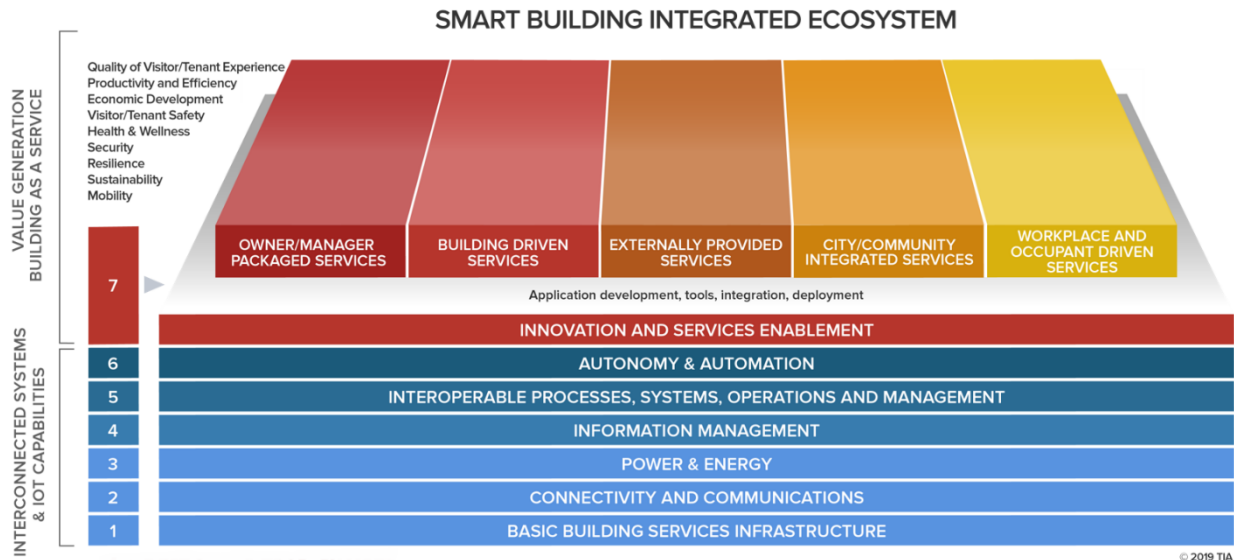 SMART BUILDING INTEGRATED ECOSYSTEM
VALUE GENERATION
BUILDING AS A SERVICE
Quality of Visitor/Tenant Experience
Productivity and Efficiency
Economic Development
Visitor/Tenant Safety
Health & Wellness
Security
Resilience
Sustainability
Mobility
OWNER/MANAGER
PACKAGED SERVICES
BUILDING DRIVEN
SERVICES
EXTERNALLY PROVIDED
SERVICES
CITY/COMMUNITY
INTEGRATED SERVICES
WORKPLACE AND
OCCUPANT DRIVEN
SERVICES
7
Application development, tools, integration, deployment
INNOVATION AND SERVICES ENABLEMENT
INTERCONNECTED SYSTEMS
& IOT CAPABILITIES
6
AUTONOMY & AUTOMATION
5
INTEROPERABLE PROCESSES, SYSTEMS, OPERATIONS AND MANAGEMENT
4
INFORMATION MANAGEMENT
3
POWER & ENERGY
2
CONNECTIVITY AND COMMUNICATIONS
1
BASIC BUILDING SERVICES INFRASTRUCTURE
© 2019 TIA